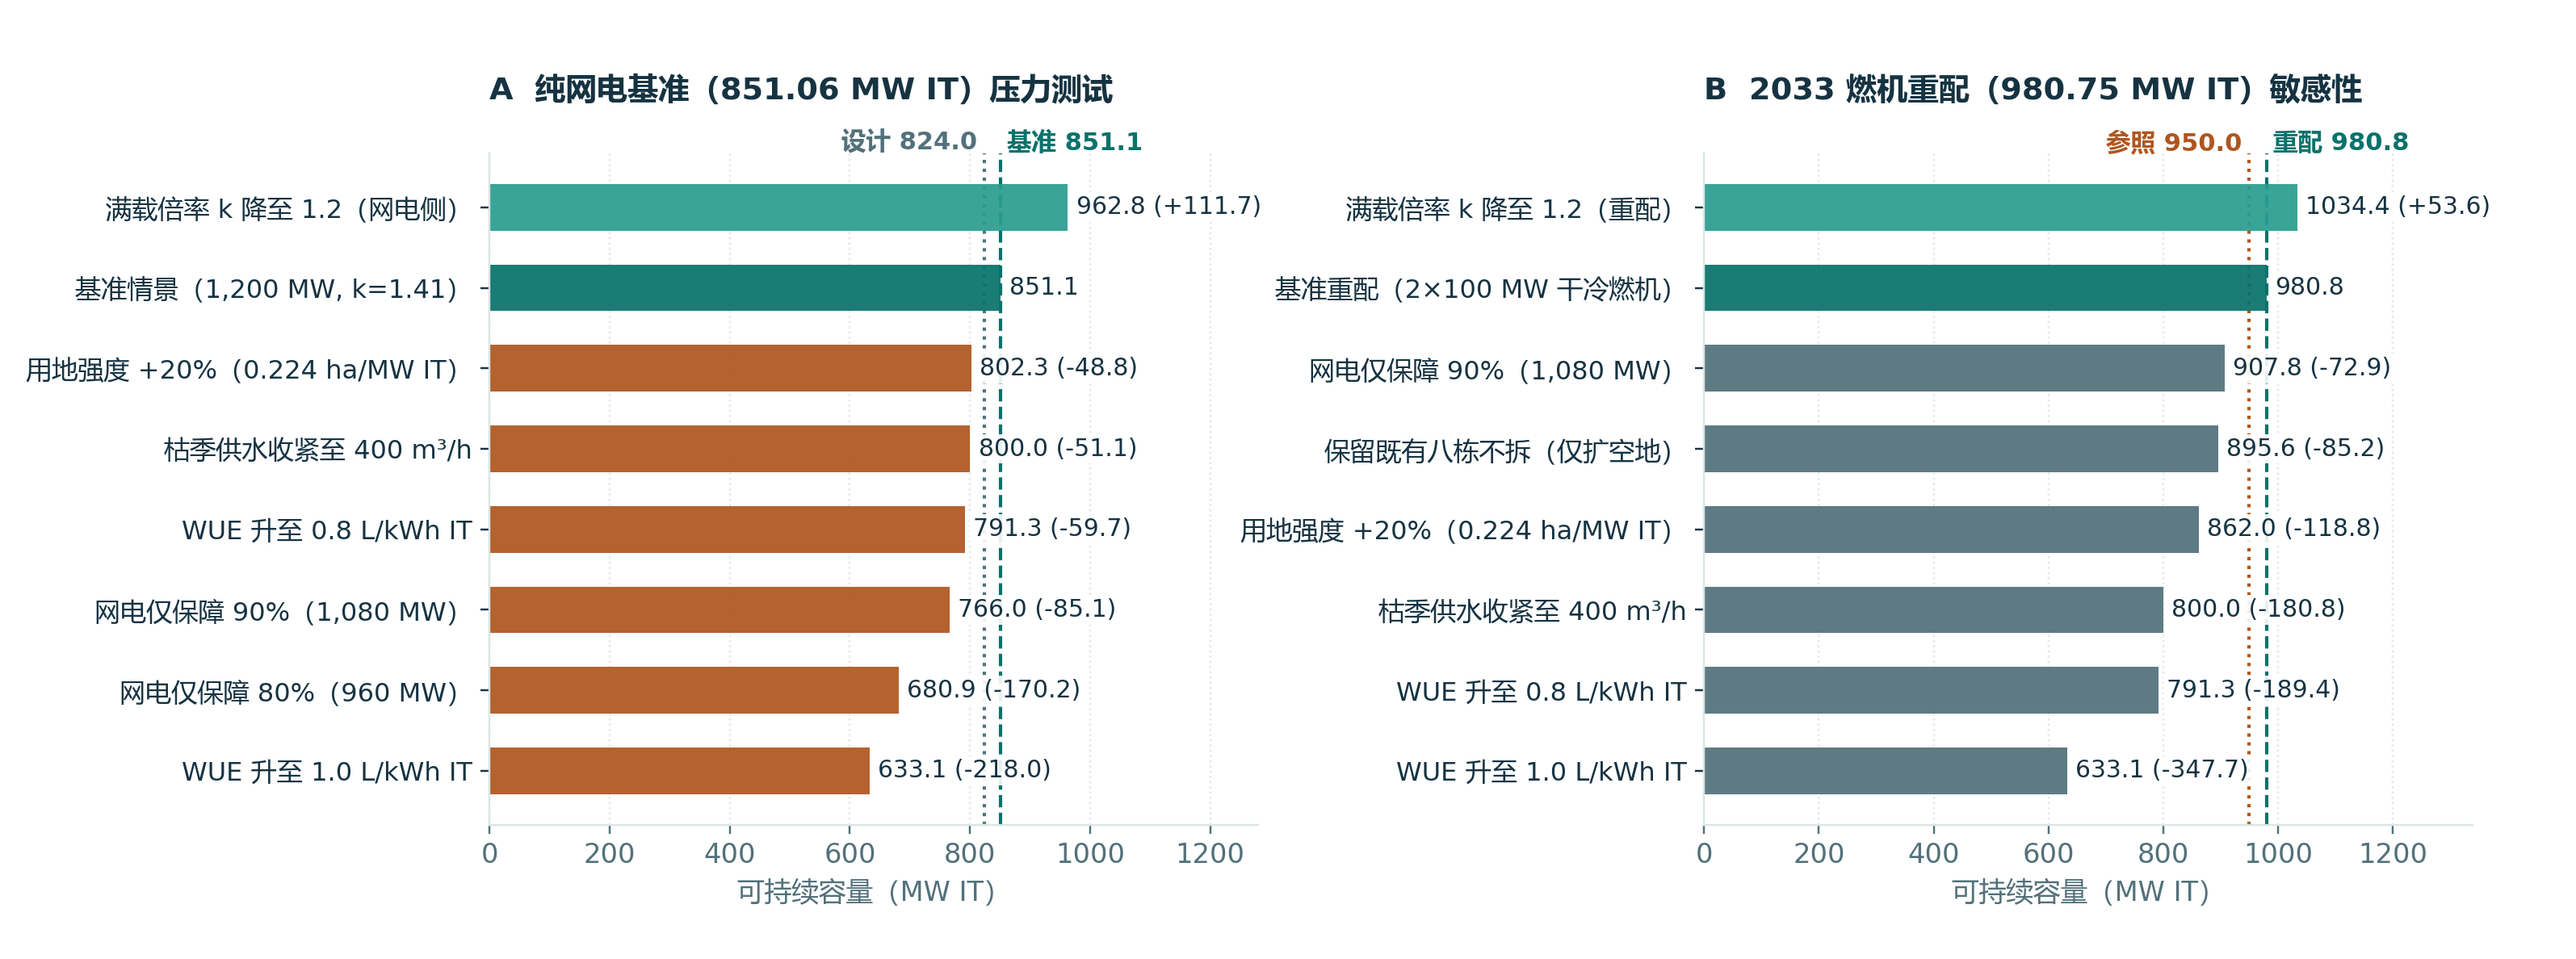 A 纯网电基准（851.06 MW IT）压力测试
设计 824.0
基准 851.1
满载倍率 k 降至 1.2（网电侧）
962.8 (+111.7)
基准情景（1,200 MW, k=1.41）
851.1
用地强度 +20%（0.224 ha/MW IT）
802.3 (-48.8)
枯季供水收紧至 400 m³/h
800.0 (-51.1)
WUE 升至 0.8 L/kWh IT
791.3 (-59.7)
网电仅保障 90%（1,080 MW）
766.0 (-85.1)
网电仅保障 80%（960 MW）
680.9 (-170.2)
WUE 升至 1.0 L/kWh IT
633.1 (-218.0)
0 200 400 600 800 1000 1200
可持续容量（MW IT）
B 2033 燃机重配（980.75 MW IT）敏感性
参照 950.0
重配 980.8
满载倍率 k 降至 1.2（重配）
1034.4 (+53.6)
基准重配（2×100 MW 干冷燃机）
980.8
网电仅保障 90%（1,080 MW）
907.8 (-72.9)
保留既有八栋不拆（仅扩空地）
895.6 (-85.2)
用地强度 +20%（0.224 ha/MW IT）
862.0 (-118.8)
枯季供水收紧至 400 m³/h
800.0 (-180.8)
WUE 升至 0.8 L/kWh IT
791.3 (-189.4)
WUE 升至 1.0 L/kWh IT
633.1 (-347.7)
0 200 400 600 800 1000 1200
可持续容量（MW IT）